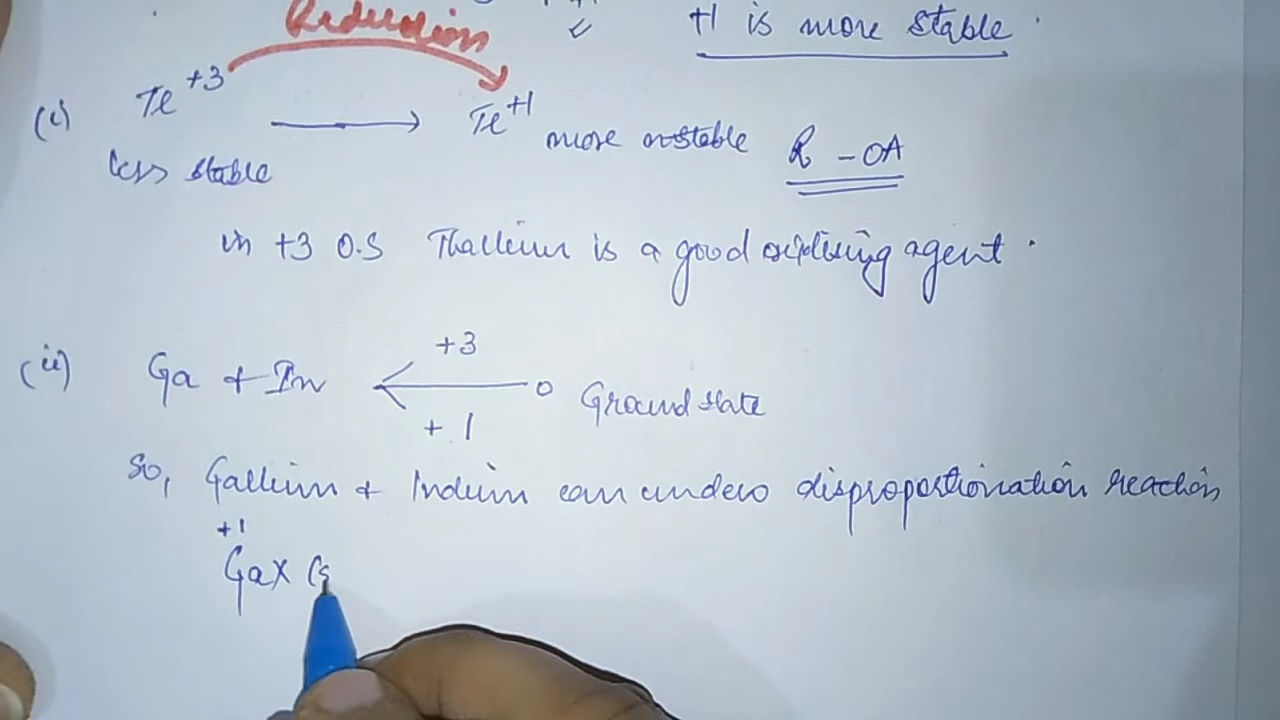 Reduction
+1 is more stable .
(i) Tl +3 → Tl +1 more stable R - OA
less stable
in +3 O.S Thallium is a good oxidising agent .
+3
(ii) Ga + In 0 Ground state
+1
So, Gallium + Indium can undero disproportionation reaction
+1
GaX (s